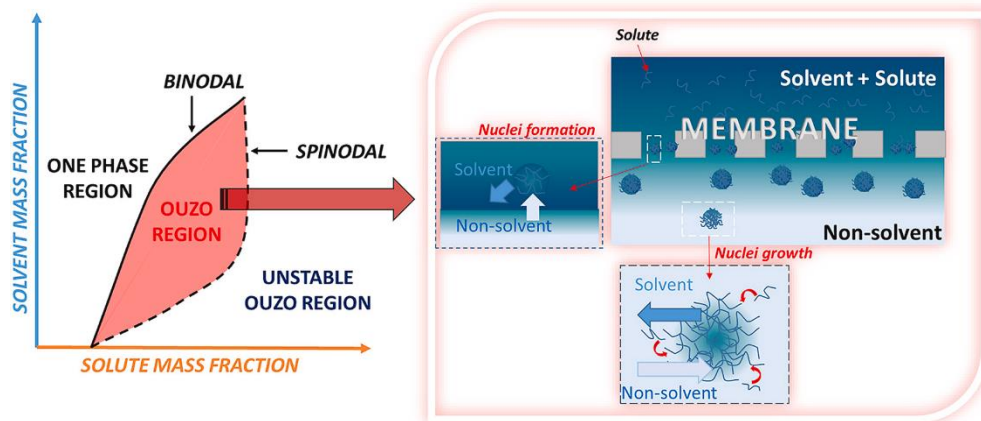 SOLVENT MASS FRACTION
BINODAL
SPINODAL
ONE PHASE
REGION
OUZO
REGION
UNSTABLE
OUZO REGION
SOLUTE MASS FRACTION
Solute
Solvent + Solute
MEMBRANE
Non-solvent
Nuclei formation
Solvent
Non-solvent
Nuclei growth
Solvent
Non-solvent